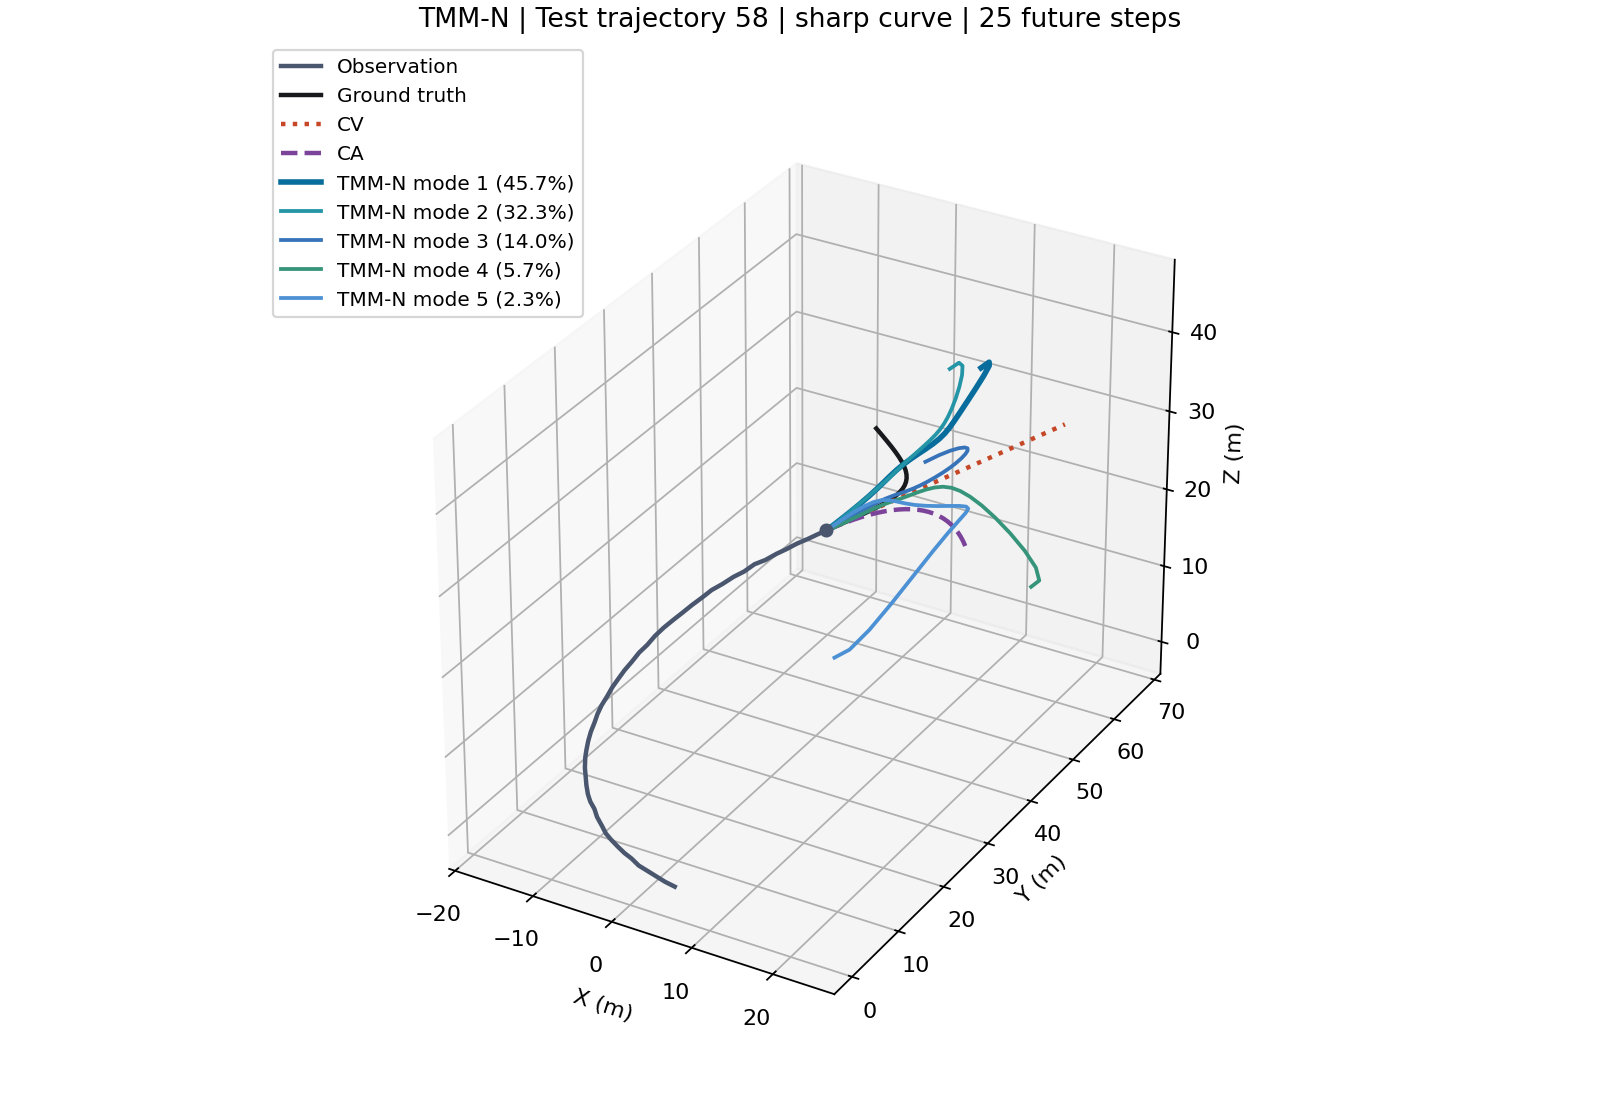 TMM-N | Test trajectory 58 | sharp curve | 25 future steps
Observation
Ground truth
CV
CA
TMM-N mode 1 (45.7%)
TMM-N mode 2 (32.3%)
TMM-N mode 3 (14.0%)
TMM-N mode 4 (5.7%)
TMM-N mode 5 (2.3%)
40
30
20
10
0
Z (m)
70
60
50
40
30
20
10
0
Y (m)
−20
−10
0
10
20
X (m)